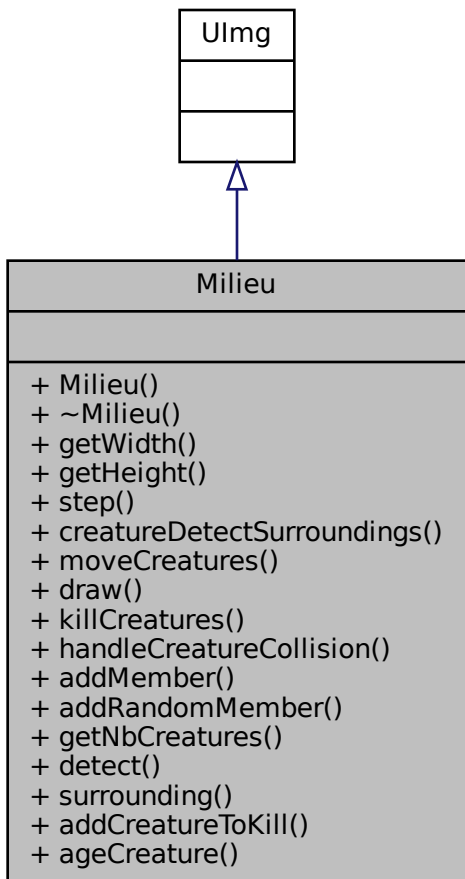 UImg
Milieu
+ Milieu()
+ ~Milieu()
+ getWidth()
+ getHeight()
+ step()
+ creatureDetectSurroundings()
+ moveCreatures()
+ draw()
+ killCreatures()
+ handleCreatureCollision()
+ addMember()
+ addRandomMember()
+ getNbCreatures()
+ detect()
+ surrounding()
+ addCreatureToKill()
+ ageCreature()